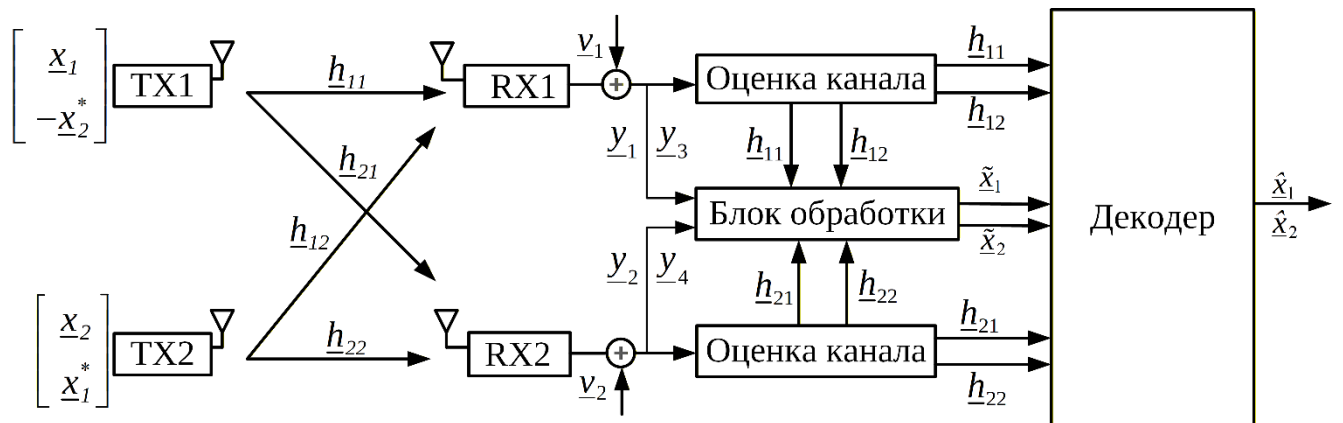 x₁
−x₂*
TX1
h₁₁
RX1
v₁
Оценка канала
h₁₁
h₁₂
y₁ y₃
h₁₁ h₁₂
h₂₁
h₁₂
Блок обработки
x̃₁
x̃₂
Декодер
x̂₁
x̂₂
y₂ y₄
h₂₁ h₂₂
x₂
x₁*
TX2
h₂₂
RX2
v₂
Оценка канала
h₂₁
h₂₂